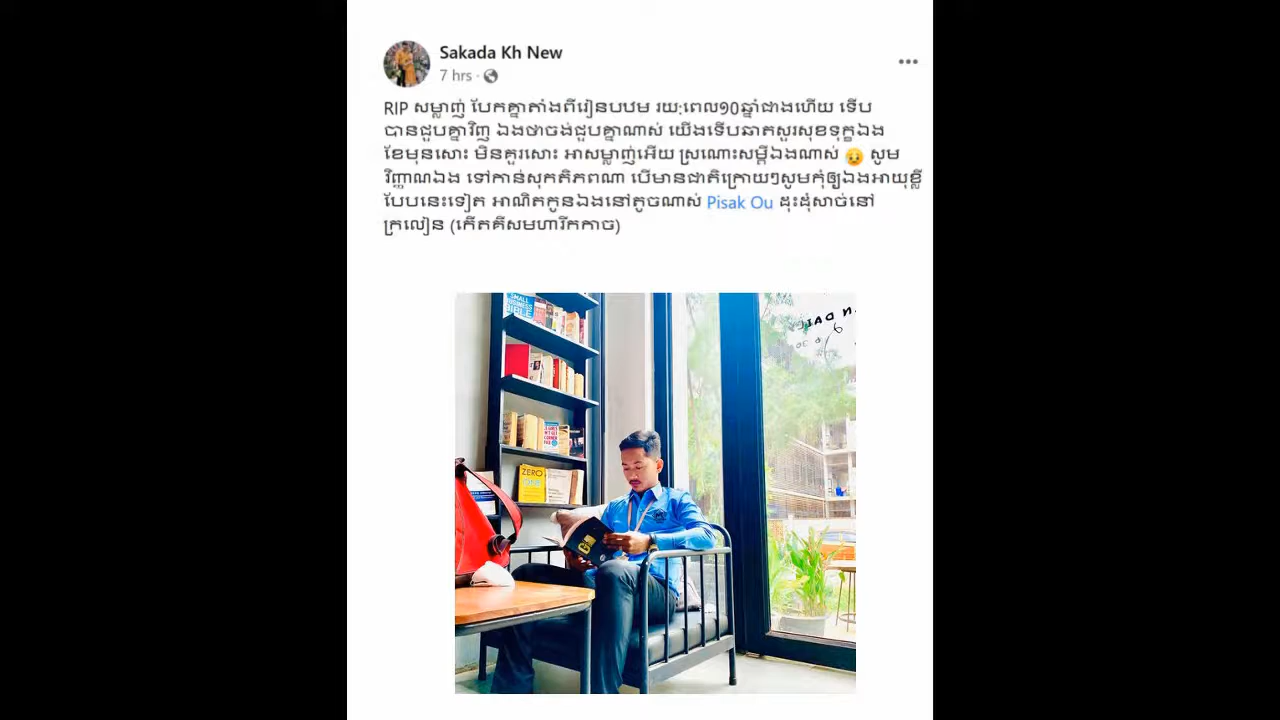 Sakada Kh New
7 hrs ·
RIP សម្លាញ់ បែកគ្នាតាំងពីរៀនបឋម រយ:ពេល១០ឆ្នាំជាងហើយ ទើប
បានជួបគ្នាវិញ ឯងថាចង់ជួបគ្នាណាស់ យើងទើបឆាតសួរសុខទុក្ខឯង
ខែមុនសោះ មិនគួរសោះ អាសម្លាញ់អើយ ស្រណោះសម្ដីឯងណាស់ 😥 សូម
វិញ្ញាណឯង ទៅកាន់សុកតិភពណា បើមានជាតិក្រោយៗសូមកុំឲ្យឯងអាយុខ្លី
បែបនេះទៀត អាណិតកូនឯងនៅតូចណាស់ Pisak Ou ដុះដុំសាច់នៅ
ក្រលៀន (កើតគីសមហារីកកាច)
SMALL
BUSINESS
BIBLE
ZERO